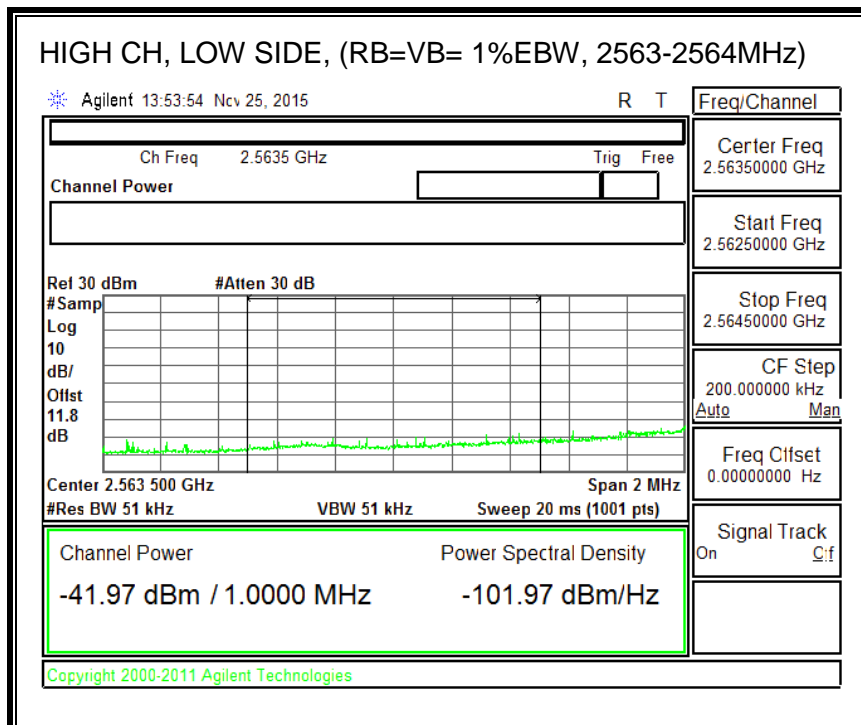 HIGH CH, LOW SIDE, (RB=VB= 1%EBW, 2563-2564MHz)
Agilent 13:53:54 Nov 25, 2015 R T
Freq/Channel
Ch Freq 2.5635 GHz Trig Free
Channel Power
Center Freq
2.56350000 GHz
Start Freq
2.56250000 GHz
Stop Freq
2.56450000 GHz
CF Step
200.000000 kHz
Auto Man
Freq Offset
0.00000000 Hz
Signal Track
On Off
Ref 30 dBm #Atten 30 dB
#Samp
Log
10
dB/
Offst
11.8
dB
Center 2.563 500 GHz Span 2 MHz
#Res BW 51 kHz VBW 51 kHz Sweep 20 ms (1001 pts)
Channel Power Power Spectral Density
-41.97 dBm / 1.0000 MHz -101.97 dBm/Hz
Copyright 2000-2011 Agilent Technologies